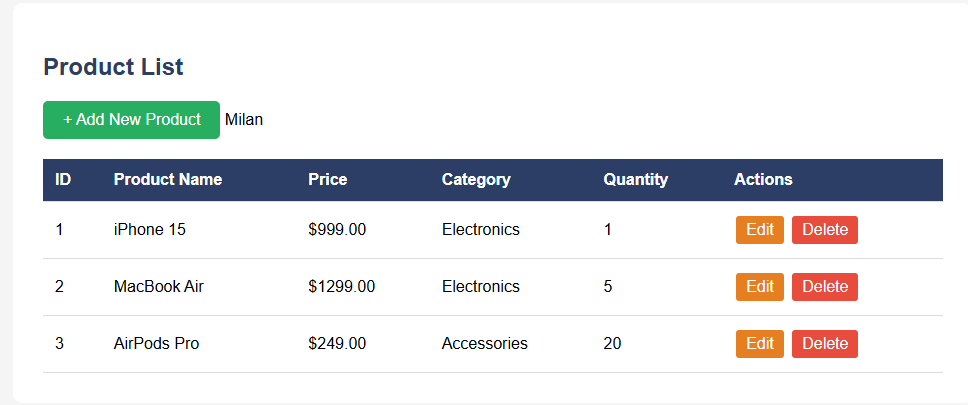 Product List
+ Add New Product Milan
ID Product Name Price Category Quantity Actions
1 iPhone 15 $999.00 Electronics 1 Edit Delete
2 MacBook Air $1299.00 Electronics 5 Edit Delete
3 AirPods Pro $249.00 Accessories 20 Edit Delete